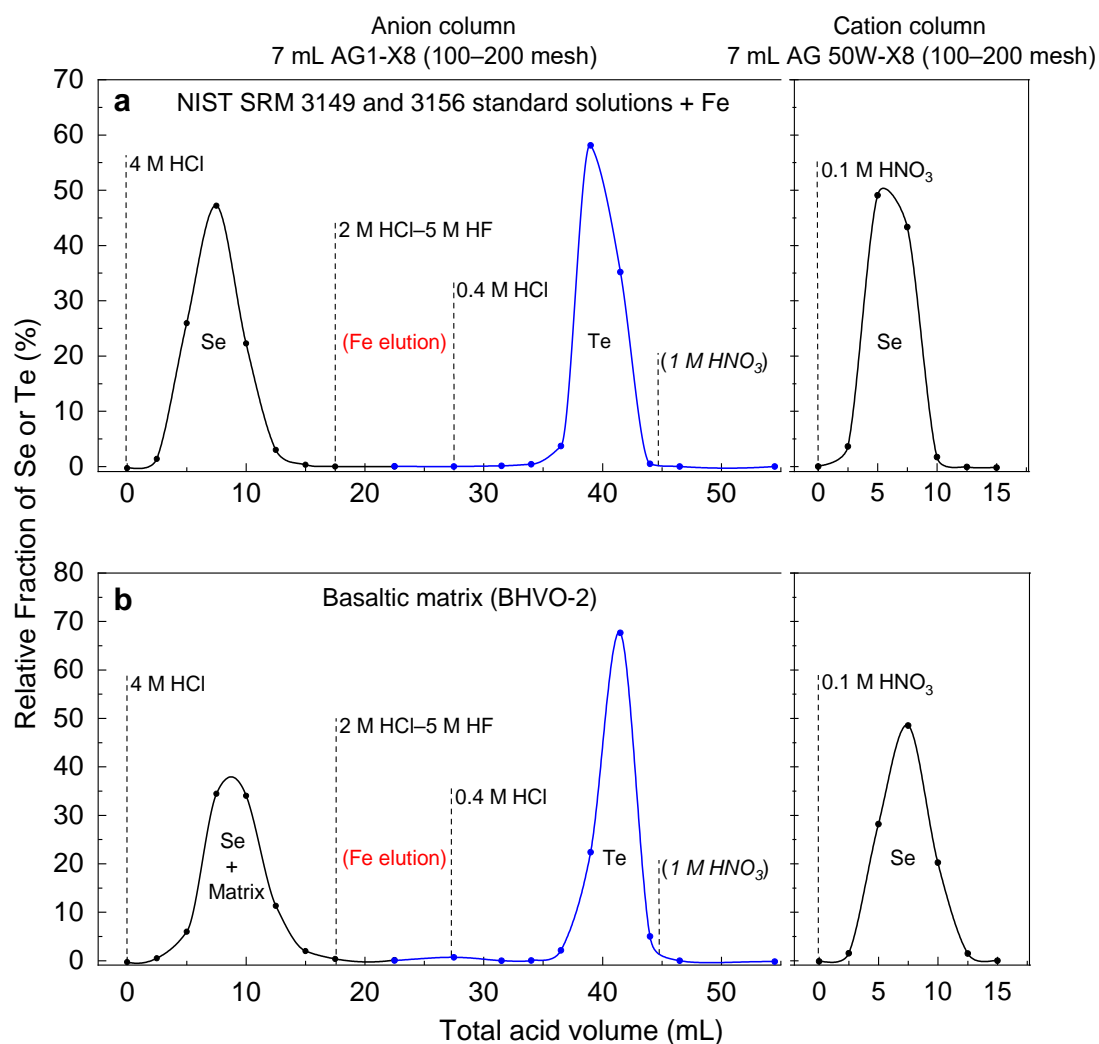 Anion column
7 mL AG1-X8 (100–200 mesh)
Cation column
7 mL AG 50W-X8 (100–200 mesh)
Relative Fraction of Se or Te (%)
a
NIST SRM 3149 and 3156 standard solutions + Fe
70
60
50
40
30
20
10
0
4 M HCl
2 M HCl–5 M HF
0.4 M HCl
(Fe elution)
(1 M HNO3)
Se
Te
0 10 20 30 40 50
0.1 M HNO3
Se
0 5 10 15
b
Basaltic matrix (BHVO-2)
80
70
60
50
40
30
20
10
0
4 M HCl
2 M HCl–5 M HF
0.4 M HCl
(Fe elution)
(1 M HNO3)
Se
+
Matrix
Te
0 10 20 30 40 50
0.1 M HNO3
Se
0 5 10 15
Total acid volume (mL)